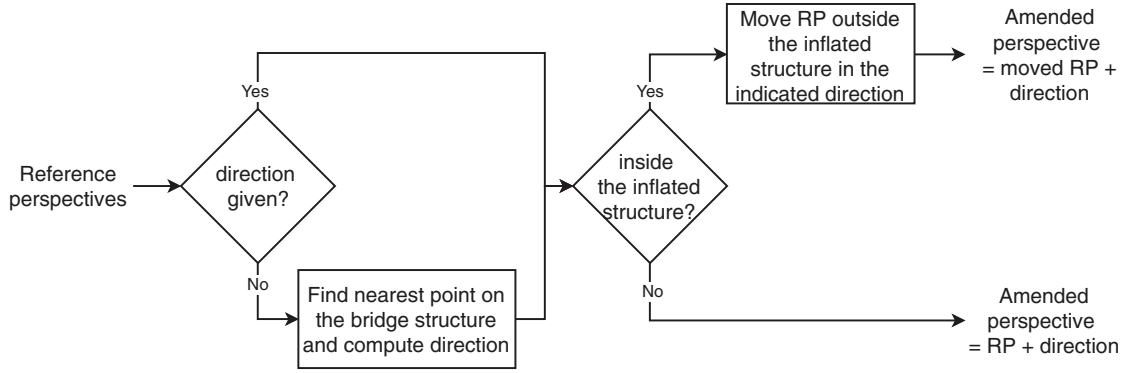 Reference
perspectives
direction
given?
Yes
No
Find nearest point on
the bridge structure
and compute direction
inside
the inflated
structure?
Yes
Move RP outside
the inflated
structure in the
indicated direction
Amended
perspective
= moved RP +
direction
No
Amended
perspective
= RP + direction